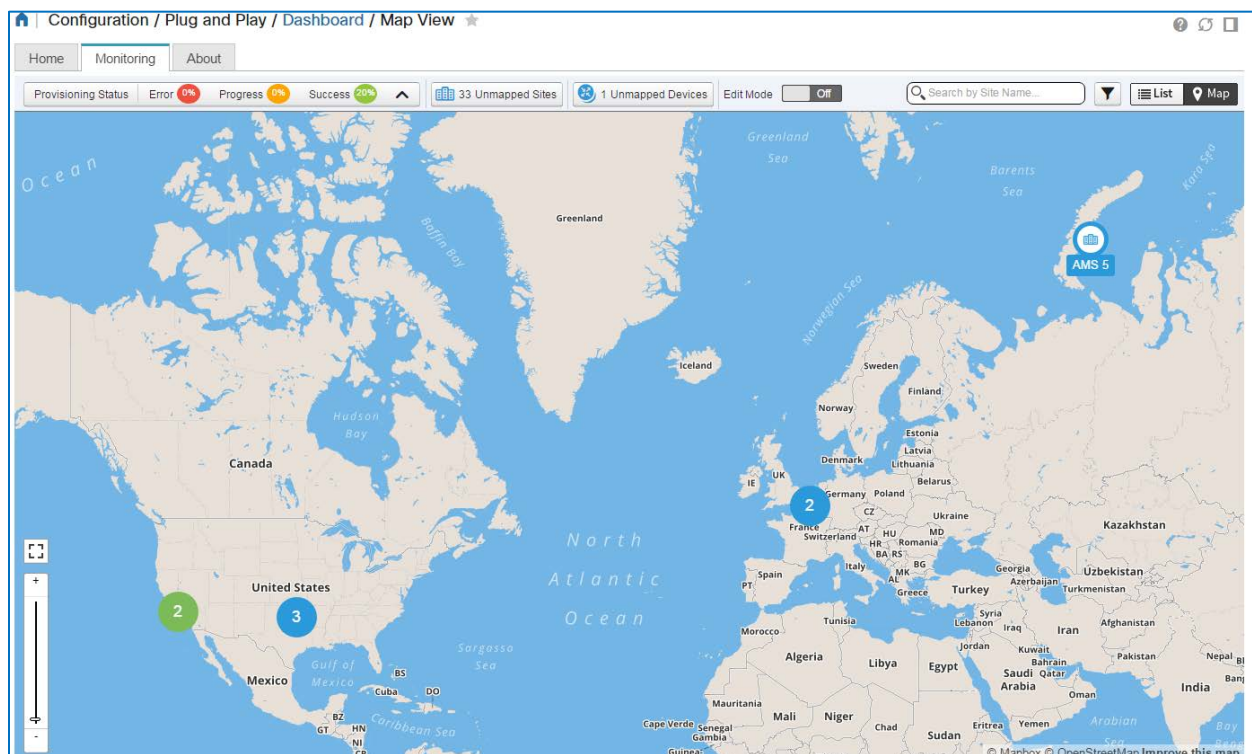 Configuration / Plug and Play / Dashboard / Map View
Home Monitoring About
Provisioning Status Error 0% Progress 0% Success 20% 33 Unmapped Sites 1 Unmapped Devices Edit Mode Off Search by Site Name... List Map
Greenland
Sea
Barents
Sea
Kara Sea
Ocean
Baffin Bay
Greenland
AMS 5
Norwegian Sea
Iceland
Sweden
Finland
Norway
Hudson
Bay
Estonia
Latvia
Denmark
Lithuania
Canada
UK
IE
Belarus
Germany Poland
2
CZ
Ukraine
France
AT
HU
MD
Kazakhstan
Switzerland
HR
Romania
North
BA RS
BG
Georgia
Uzbekistan
Italy
MK
Azerbaijan
Turkmenistan
Atlantic
Spain
PT
AL
Greece
Turkey
United States
Ocean
2
3
Tunisia
Syria
Lebanon
Iraq
Iran
Afghanistan
Morocco
Jordan
Sargasso
Sea
Algeria
Libya
Egypt
Kuwait
Bahrain
Pakistan
Nepal
Gulf of
Mexico
Saudi
Arabia
Qatar
Mexico
BS
Cuba
DO
Oman
India
Bang
Mauritania
BZ
Mali
Niger
Chad
Eritrea
Yemen
Arabian
Sea
Bay
GT
HN
Caribbean Sea
Cape Verde
Senegal
Gambia
Sudan
NI
CR
Guinea
© Mapbox © OpenStreetMap Improve this map
+
-